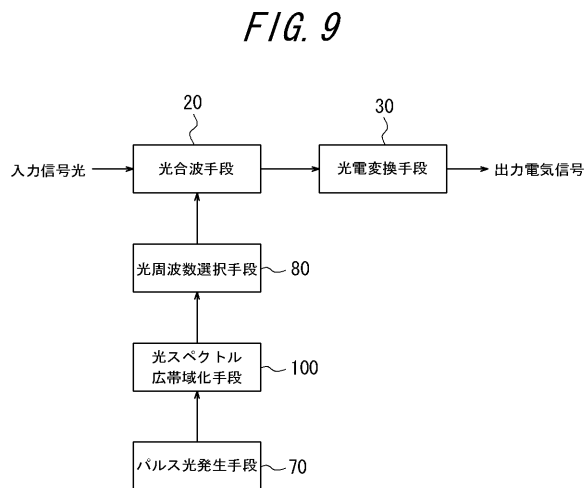 FIG. 9
20
30
入力信号光
光合波手段
光電変換手段
出力電気信号
光周波数選択手段
80
光スペクトル
広帯域化手段
100
パルス光発生手段
70